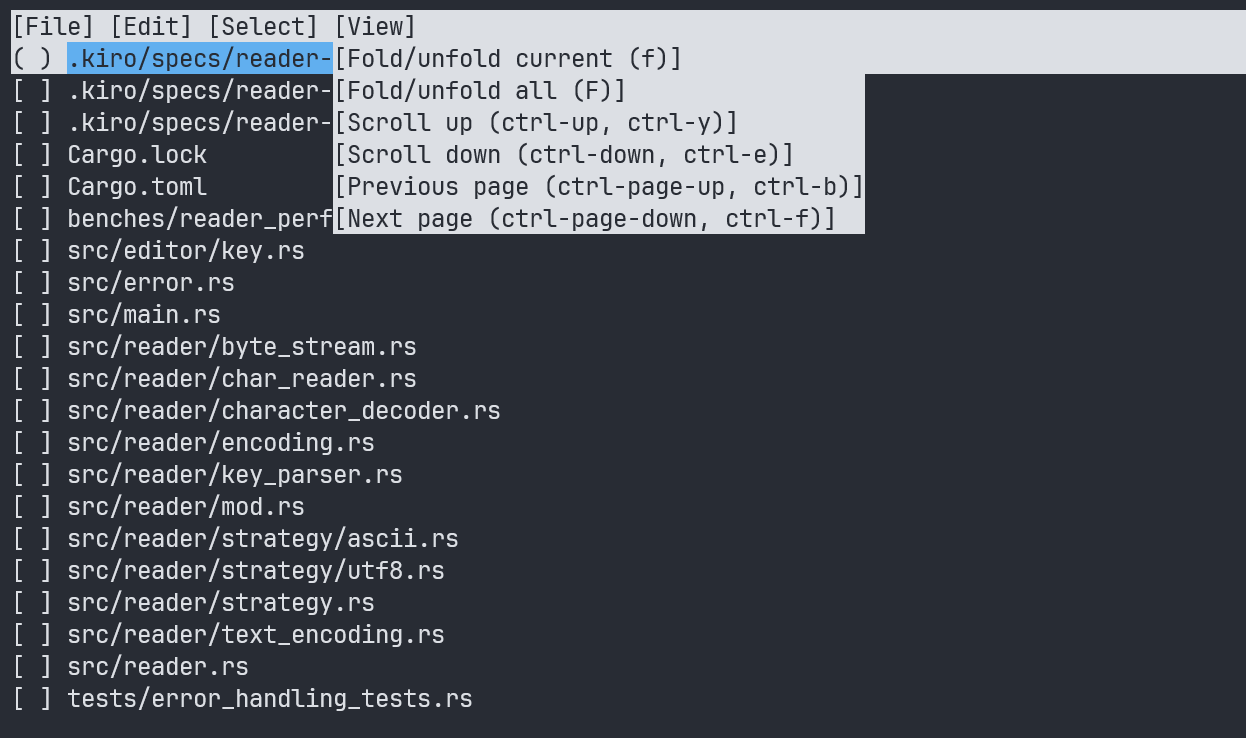 [File] [Edit] [Select] [View]
( ) .kiro/specs/reader-[Fold/unfold current (f)]
[ ] .kiro/specs/reader-[Fold/unfold all (F)]
[ ] .kiro/specs/reader-[Scroll up (ctrl-up, ctrl-y)]
[ ] Cargo.lock [Scroll down (ctrl-down, ctrl-e)]
[ ] Cargo.toml [Previous page (ctrl-page-up, ctrl-b)]
[ ] benches/reader_perf[Next page (ctrl-page-down, ctrl-f)]
[ ] src/editor/key.rs
[ ] src/error.rs
[ ] src/main.rs
[ ] src/reader/byte_stream.rs
[ ] src/reader/char_reader.rs
[ ] src/reader/character_decoder.rs
[ ] src/reader/encoding.rs
[ ] src/reader/key_parser.rs
[ ] src/reader/mod.rs
[ ] src/reader/strategy/ascii.rs
[ ] src/reader/strategy/utf8.rs
[ ] src/reader/strategy.rs
[ ] src/reader/text_encoding.rs
[ ] src/reader.rs
[ ] tests/error_handling_tests.rs